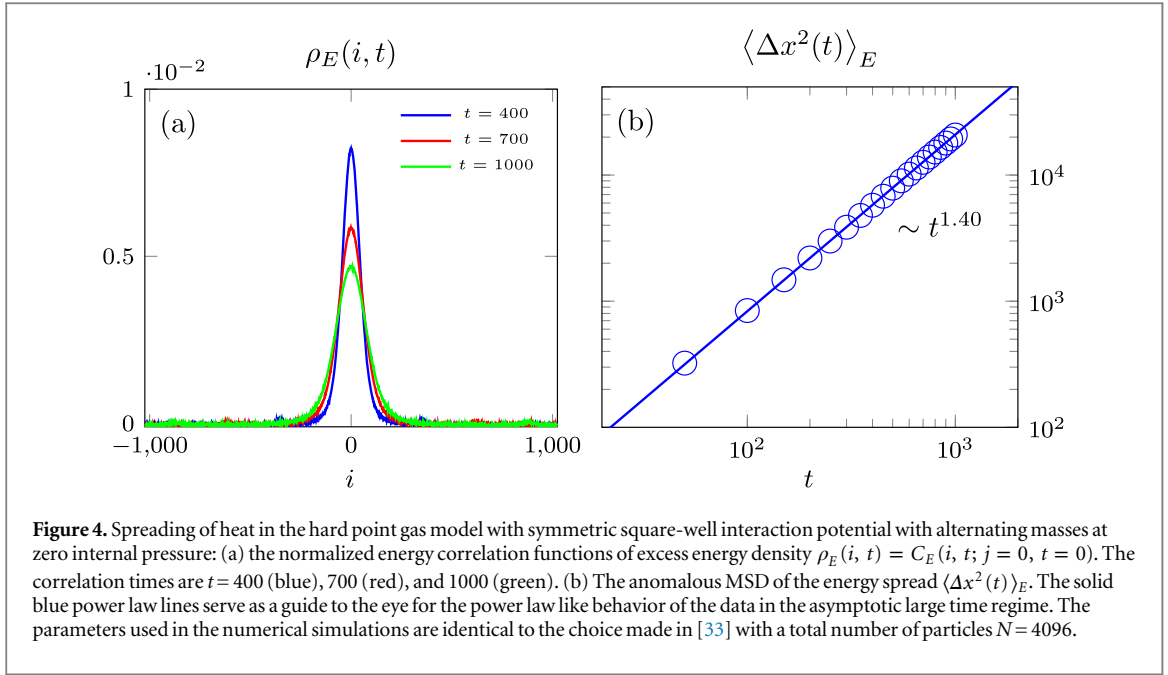 ρ_E(i, t)
·10⁻²
1
0.5
0
(a)
t = 400
t = 700
t = 1000
−1,000
0
1,000
i
⟨Δx²(t)⟩_E
(b)
∼ t^1.40
10⁴
10³
10²
10²
10³
t
Figure 4. Spreading of heat in the hard point gas model with symmetric square-well interaction potential with alternating masses at
zero internal pressure: (a) the normalized energy correlation functions of excess energy density ρ_E(i, t) = C_E(i, t; j = 0, t = 0). The
correlation times are t = 400 (blue), 700 (red), and 1000 (green). (b) The anomalous MSD of the energy spread ⟨Δx²(t)⟩_E. The solid
blue power law lines serve as a guide to the eye for the power law like behavior of the data in the asymptotic large time regime. The
parameters used in the numerical simulations are identical to the choice made in [33] with a total number of particles N = 4096.